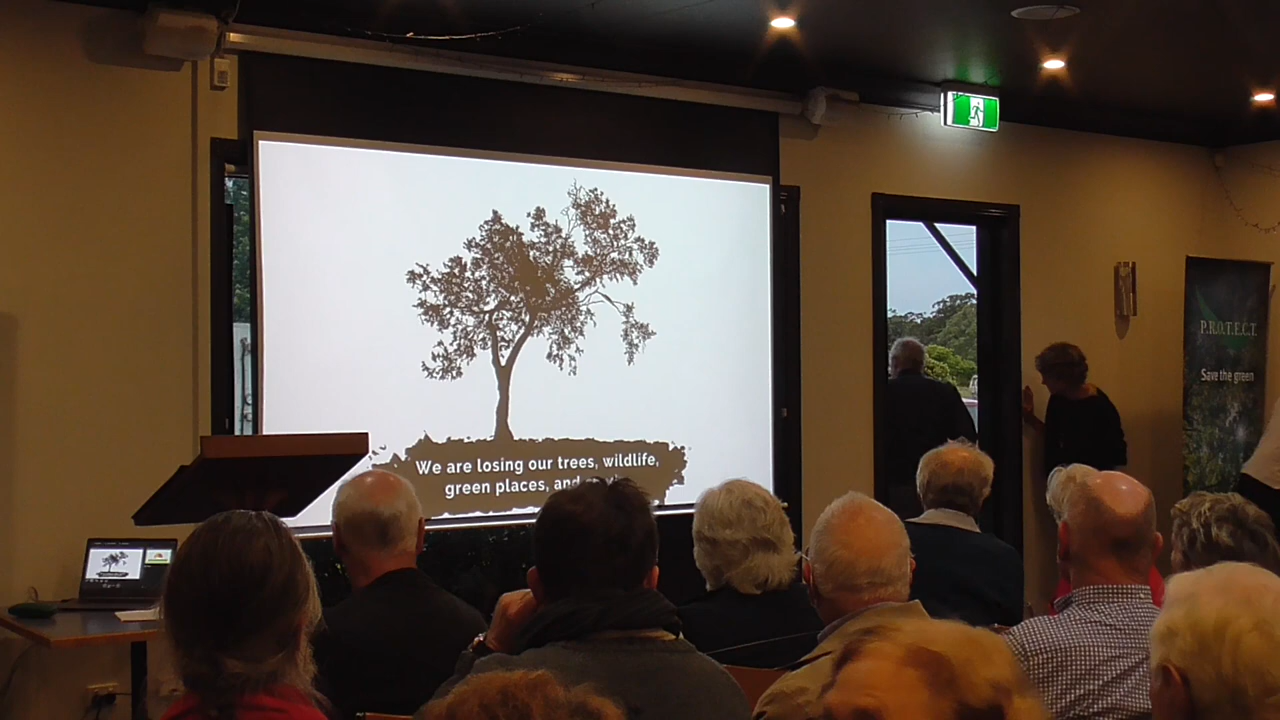 We are losing our trees, wildlife,
green places, and
P.R.O.T.E.C.T.
Save the green